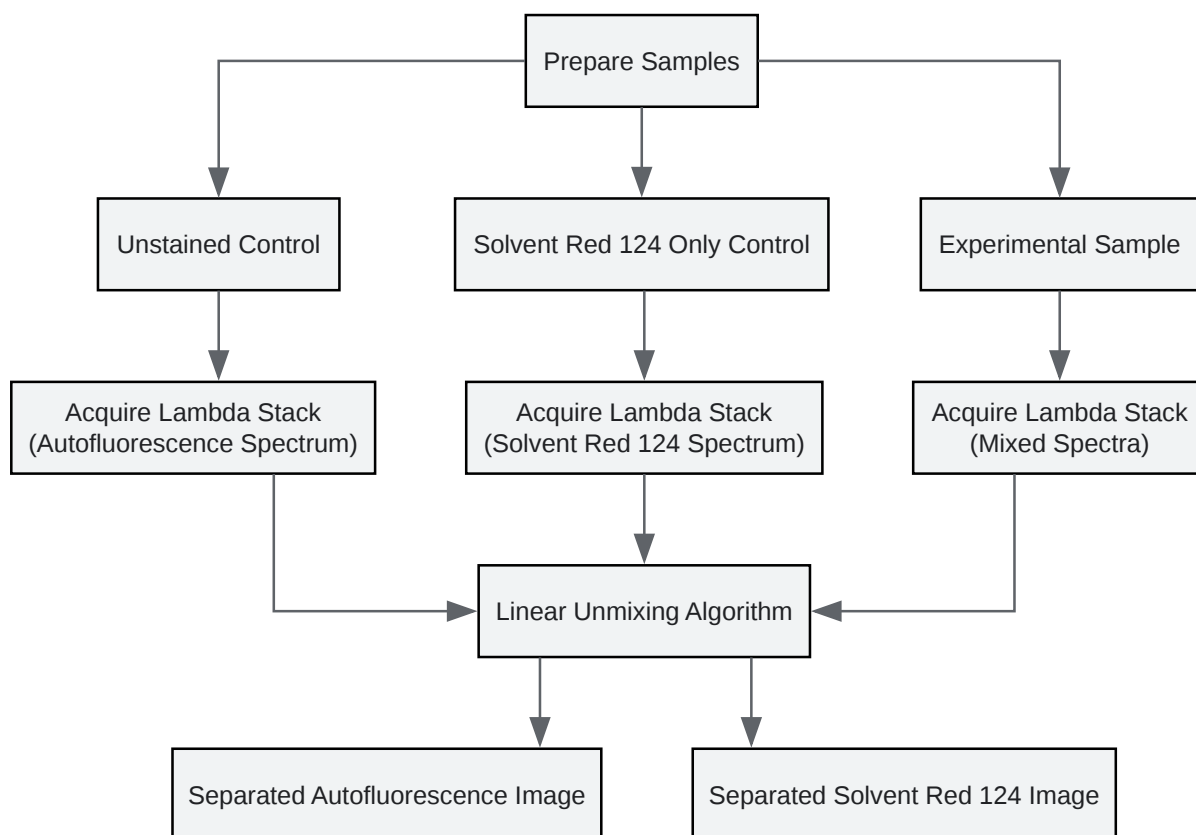 Prepare Samples
Unstained Control
Solvent Red 124 Only Control
Experimental Sample
Acquire Lambda Stack
(Autofluorescence Spectrum)
Acquire Lambda Stack
(Solvent Red 124 Spectrum)
Acquire Lambda Stack
(Mixed Spectra)
Linear Unmixing Algorithm
Separated Autofluorescence Image
Separated Solvent Red 124 Image